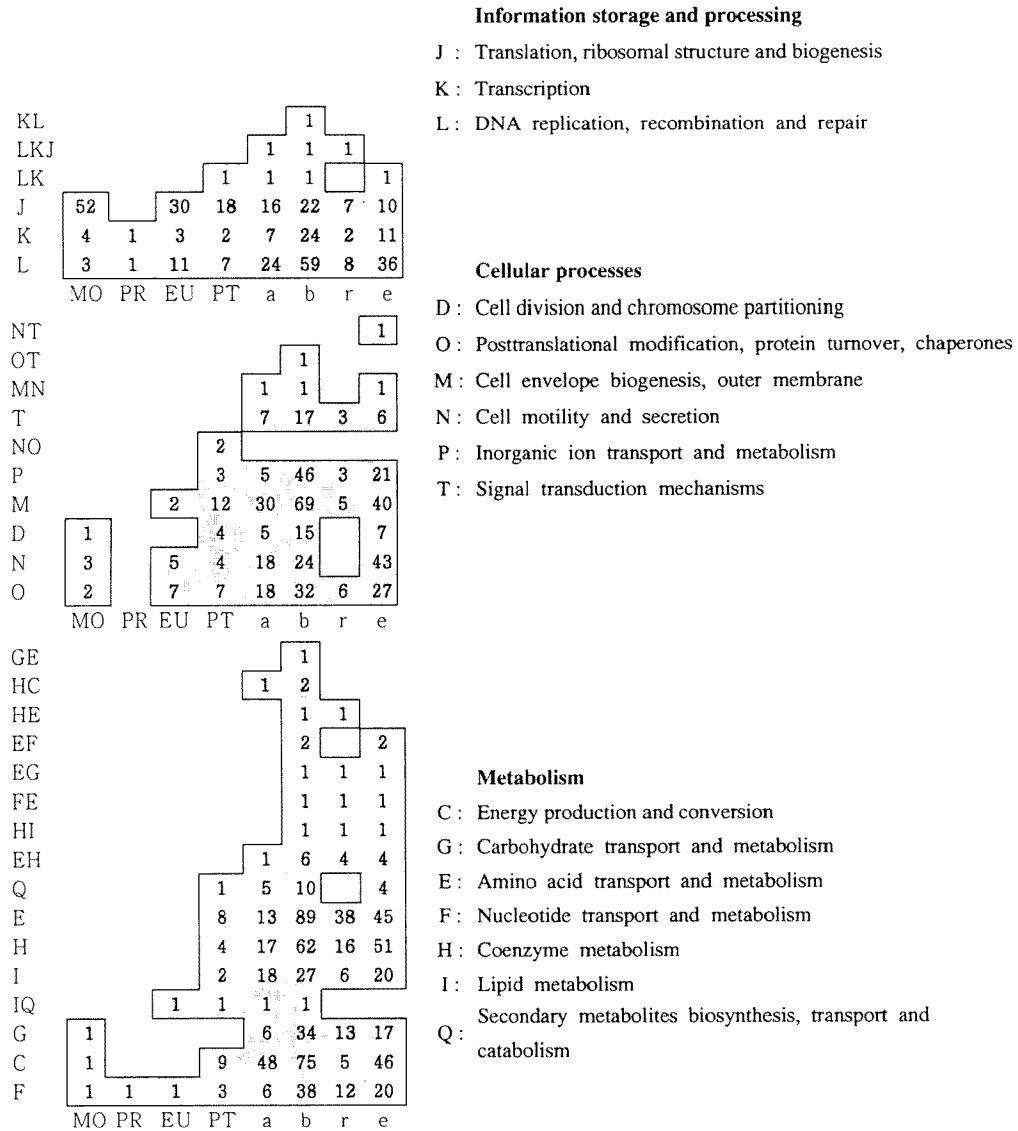 Information storage and processing
J : Translation, ribosomal structure and biogenesis
K : Transcription
L : DNA replication, recombination and repair
KL 1
LKJ 1 1 1
LK 1 1 1 1
J 52 30 18 16 22 7 10
K 4 1 3 2 7 24 2 11
L 3 1 11 7 24 59 8 36
MO PR EU PT a b r e
Cellular processes
D : Cell division and chromosome partitioning
O : Posttranslational modification, protein turnover, chaperones
M : Cell envelope biogenesis, outer membrane
N : Cell motility and secretion
P : Inorganic ion transport and metabolism
T : Signal transduction mechanisms
NT 1
OT 1
MN 1 1 1
T 7 17 3 6
NO 2
P 3 5 46 3 21
M 2 12 30 69 5 40
D 1 4 5 15 7
N 3 5 4 18 24 43
O 2 7 7 18 32 6 27
MO PR EU PT a b r e
GE 1
HC 1 2
HE 1 1
EF 2 2
EG 1 1 1
FE 1 1 1
HI 1 1 1
EH 1 6 4 4
Q 1 5 10 4
E 8 13 89 38 45
H 4 17 62 16 51
I 2 18 27 6 20
IQ 1 1 1 1
G 1 6 34 13 17
C 1 9 48 75 5 46
F 1 1 1 3 6 38 12 20
MO PR EU PT a b r e
Metabolism
C : Energy production and conversion
G : Carbohydrate transport and metabolism
E : Amino acid transport and metabolism
F : Nucleotide transport and metabolism
H : Coenzyme metabolism
I : Lipid metabolism
Q : Secondary metabolites biosynthesis, transport and
catabolism